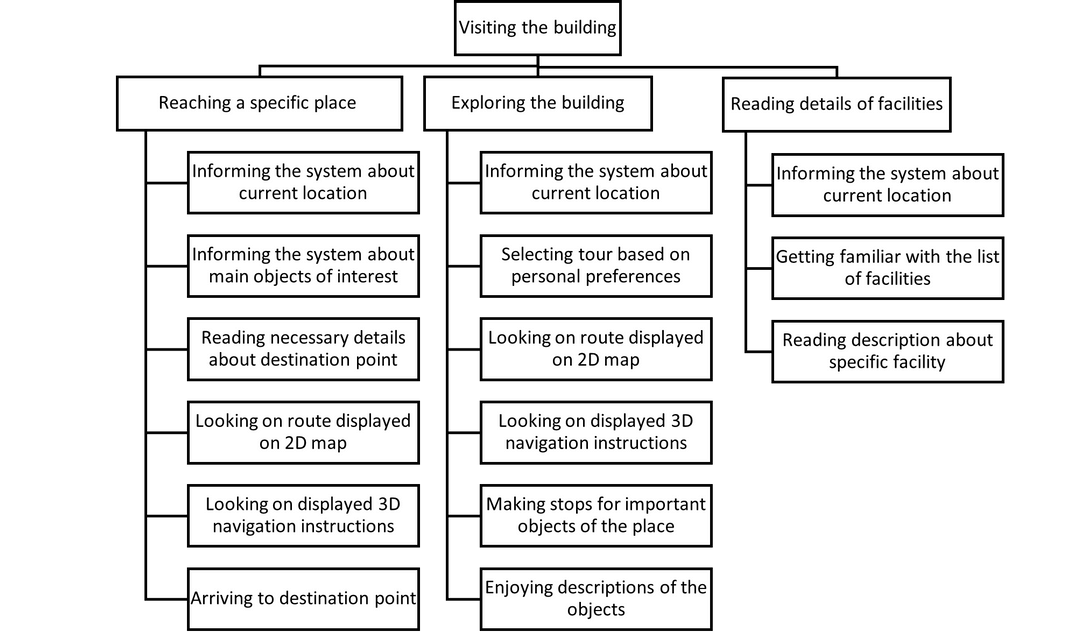 Visiting the building
Reaching a specific place
Informing the system about
current location
Informing the system about
main objects of interest
Reading necessary details
about destination point
Looking on route displayed
on 2D map
Looking on displayed 3D
navigation instructions
Arriving to destination point
Exploring the building
Informing the system about
current location
Selecting tour based on
personal preferences
Looking on route displayed
on 2D map
Looking on displayed 3D
navigation instructions
Making stops for important
objects of the place
Enjoying descriptions of the
objects
Reading details of facilities
Informing the system about
current location
Getting familiar with the list
of facilities
Reading description about
specific facility